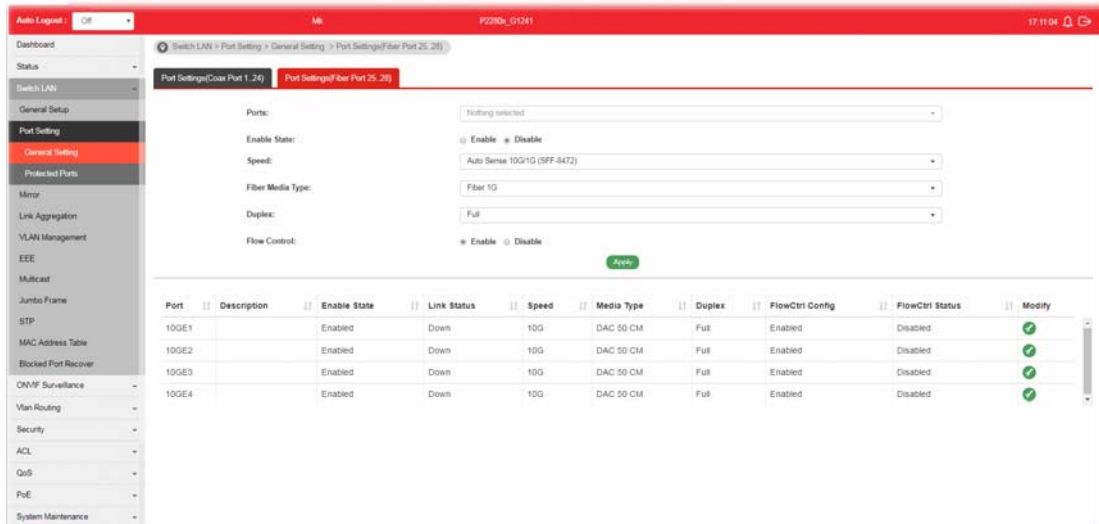 Auto Logout : Off Mk P2280x_G1241 17:11:04
Dashboard
Status
Switch LAN
General Setup
Port Setting
General Setting
Protected Ports
Mirror
Link Aggregation
VLAN Management
EEE
Multicast
Jumbo Frame
STP
MAC Address Table
Blocked Port Recover
ONVIF Surveillance
Vlan Routing
Security
ACL
QoS
PoE
System Maintenance
Switch LAN > Port Setting > General Setting > Port Settings(Fiber Port 25..28)
Port Settings(Coax Port 1..24) Port Settings(Fiber Port 25..28)
Ports: Nothing selected
Enable State: Enable Disable
Speed: Auto Sense 10G/1G (SFF-8472)
Fiber Media Type: Fiber 1G
Duplex: Full
Flow Control: Enable Disable
Apply
Port Description Enable State Link Status Speed Media Type Duplex FlowCtrl Config FlowCtrl Status Modify
10GE1 Enabled Down 10G DAC 50 CM Full Enabled Disabled
10GE2 Enabled Down 10G DAC 50 CM Full Enabled Disabled
10GE3 Enabled Down 10G DAC 50 CM Full Enabled Disabled
10GE4 Enabled Down 10G DAC 50 CM Full Enabled Disabled